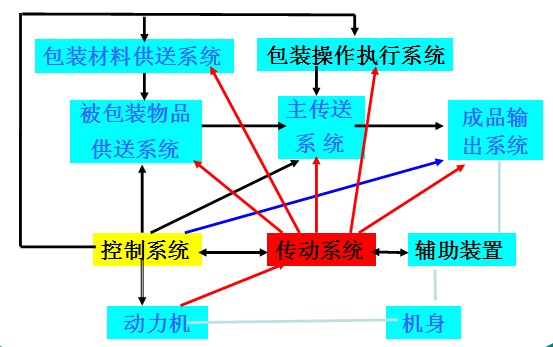 包装材料供送系统
包装操作执行系统
被包装物品
供送系统
主传送
系 统
成品输
出系统
控制系统
传动系统
辅助装置
动力机
机身